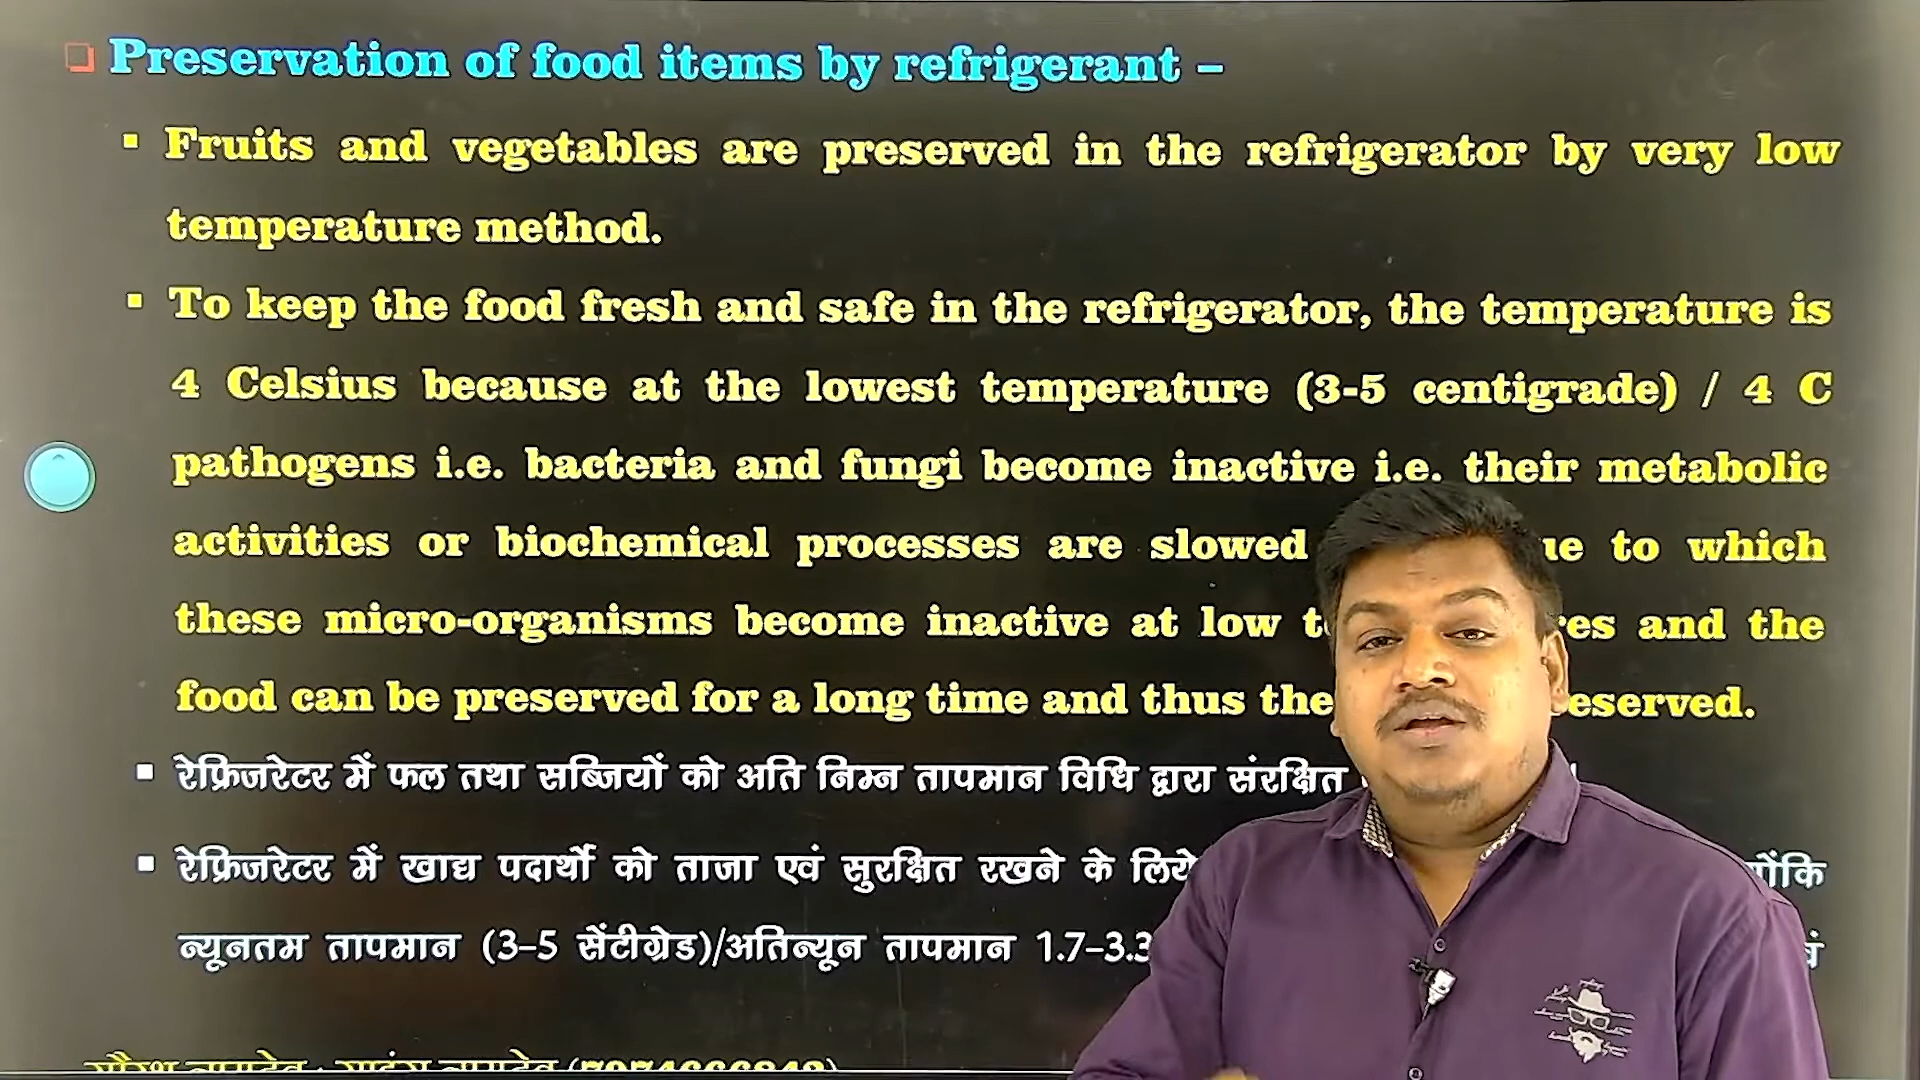 Preservation of food items by refrigerant –
Fruits and vegetables are preserved in the refrigerator by very low
temperature method.
To keep the food fresh and safe in the refrigerator, the temperature is
4 Celsius because at the lowest temperature (3-5 centigrade) / 4 C
pathogens i.e. bacteria and fungi become inactive i.e. their metabolic
activities or biochemical processes are slowed to which
these micro-organisms become inactive at low and the
food can be preserved for a long time and thus the
रेफ्रिजरेटर में फल तथा सब्जियों को अति निम्न तापमान विधि द्वारा संरक्षित
रेफ्रिजरेटर में खाद्य पदार्थो को ताजा एवं सुरक्षित रखने के लिये
न्यूनतम तापमान (3–5 सेंटीग्रेड)/अतिन्यून तापमान 1.7–3.3